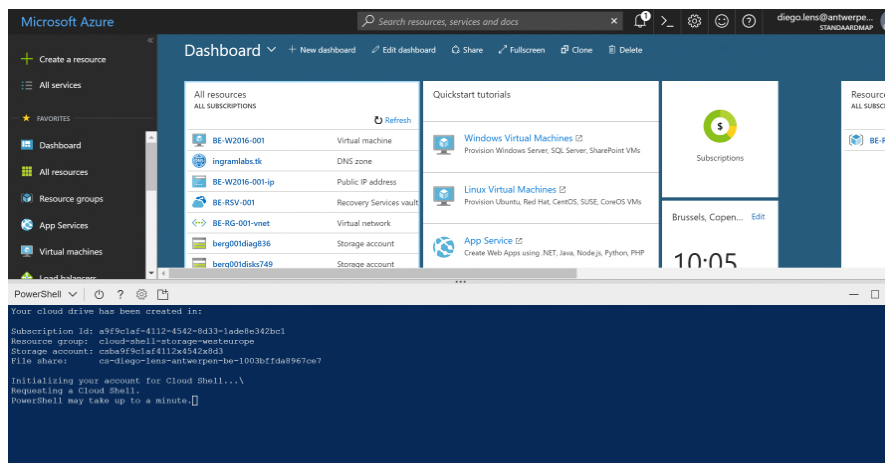 Microsoft Azure
Search resources, services and docs
1
diego.lens@antwerpe...
STANDAARDMAP
Create a resource
All services
FAVORITES
Dashboard
All resources
Resource groups
App Services
Virtual machines
Load balancers
Dashboard
New dashboard
Edit dashboard
Share
Fullscreen
Clone
Delete
All resources
ALL SUBSCRIPTIONS
Refresh
BE-W2016-001 Virtual machine
ingramlabs.tk DNS zone
BE-W2016-001-ip Public IP address
BE-RSV-001 Recovery Services vault
BE-RG-001-vnet Virtual network
berg001diag836 Storage account
berg001disks749 Storage account
Quickstart tutorials
Windows Virtual Machines
Provision Windows Server, SQL Server, SharePoint VMs
Linux Virtual Machines
Provision Ubuntu, Red Hat, CentOS, SUSE, CoreOS VMs
App Service
Create Web Apps using .NET, Java, Node.js, Python, PHP
$
Subscriptions
Brussels, Copen... Edit
10:05
Resourc
ALL SUBSC
BE-R
PowerShell
?
Your cloud drive has been created in:
Subscription Id: a9f9c1af-4112-4542-8d33-1ade8e342bc1
Resource group: cloud-shell-storage-westeurope
Storage account: csba9f9c1af4112x4542x8d3
File share: cs-diego-lens-antwerpen-be-1003bffda8967ce7
Initializing your account for Cloud Shell...\
Requesting a Cloud Shell.
PowerShell may take up to a minute.